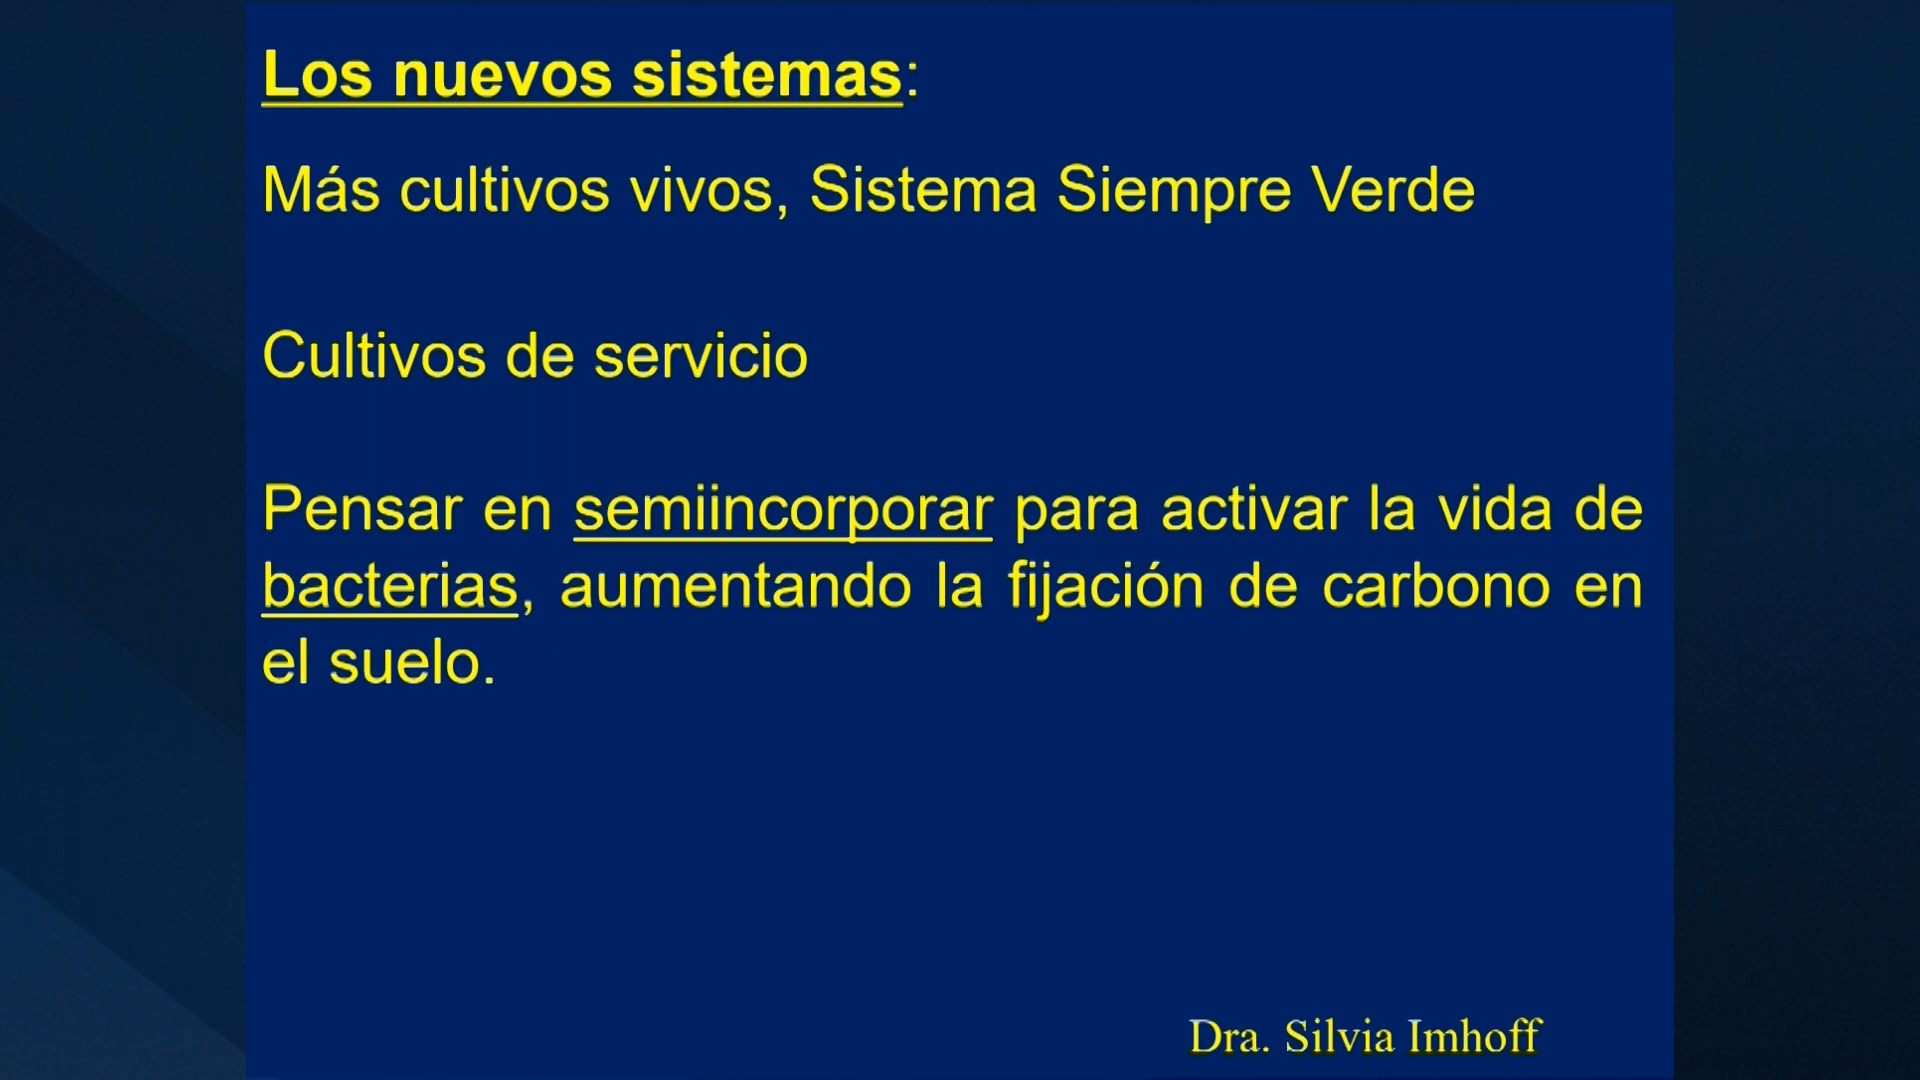 Los nuevos sistemas:
Más cultivos vivos, Sistema Siempre Verde
Cultivos de servicio
Pensar en semiincorporar para activar la vida de
bacterias, aumentando la fijación de carbono en
el suelo.
Dra. Silvia Imhoff